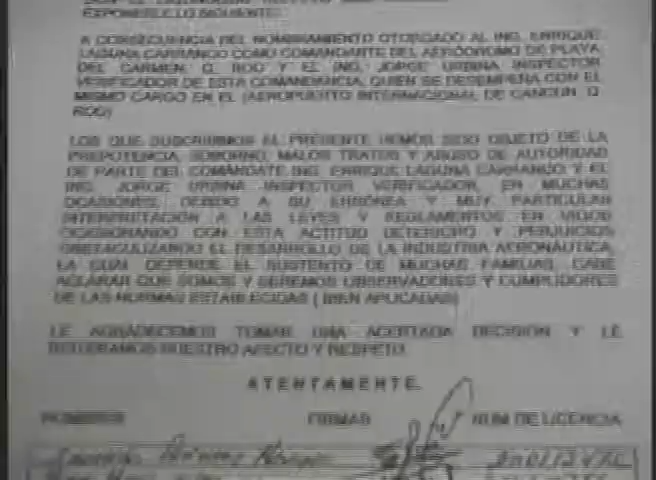 EXPONERLE LO SIGUIENTE:
A CONSECUENCIA DEL NOMBRAMIENTO OTORGADO AL ING. ENRIQUE
LAGUNA CARRANCO COMO COMANDANTE DEL AERÓDROMO DE PLAYA
DEL CARMEN Q. ROO Y EL ING. JORGE URBINA INSPECTOR
VERIFICADOR DE ESTA COMANDANCIA, QUIEN SE DESEMPEÑA CON EL
MISMO CARGO EN EL (AEROPUERTO INTERNACIONAL DE CANCUN Q.
ROO)
LOS QUE SUSCRIBIMOS EL PRESENTE HEMOS SIDO OBJETO DE LA
PREPOTENCIA, SOBORNO, MALOS TRATOS Y ABUSO DE AUTORIDAD
DE PARTE DEL COMANDATE ING. ENRIQUE LAGUNA CARRANCO Y EL
ING. JORGE URBINA INSPECTOR VERIFICADOR, EN MUCHAS
OCASIONES, DEBIDO A SU ERRÓNEA Y MUY PARTICULAR
INTERPRETACIÓN A LAS LEYES Y REGLAMENTOS EN VIGOR
OCASIONANDO CON ESTA ACTITUD DETERIORO Y PERJUICIOS
OBSTACULIZANDO EL DESARROLLO DE LA INDUSTRIA AERONÁUTICA,
LA CUAL DEPENDE EL SUSTENTO DE MUCHAS FAMILIAS, CABE
ACLARAR QUE SOMOS Y SEREMOS OBSERVADORES Y CUMPLIDORES
DE LAS NORMAS ESTABLECIDAS ( BIEN APLICADAS)
LE AGRADECEMOS TOMAR UNA ACERTADA DECISIÓN Y LE
REITERAMOS NUESTRO AFECTO Y RESPETO.
ATENTAMENTE.
NOMBRES FIRMAS NUM DE LICENCIA